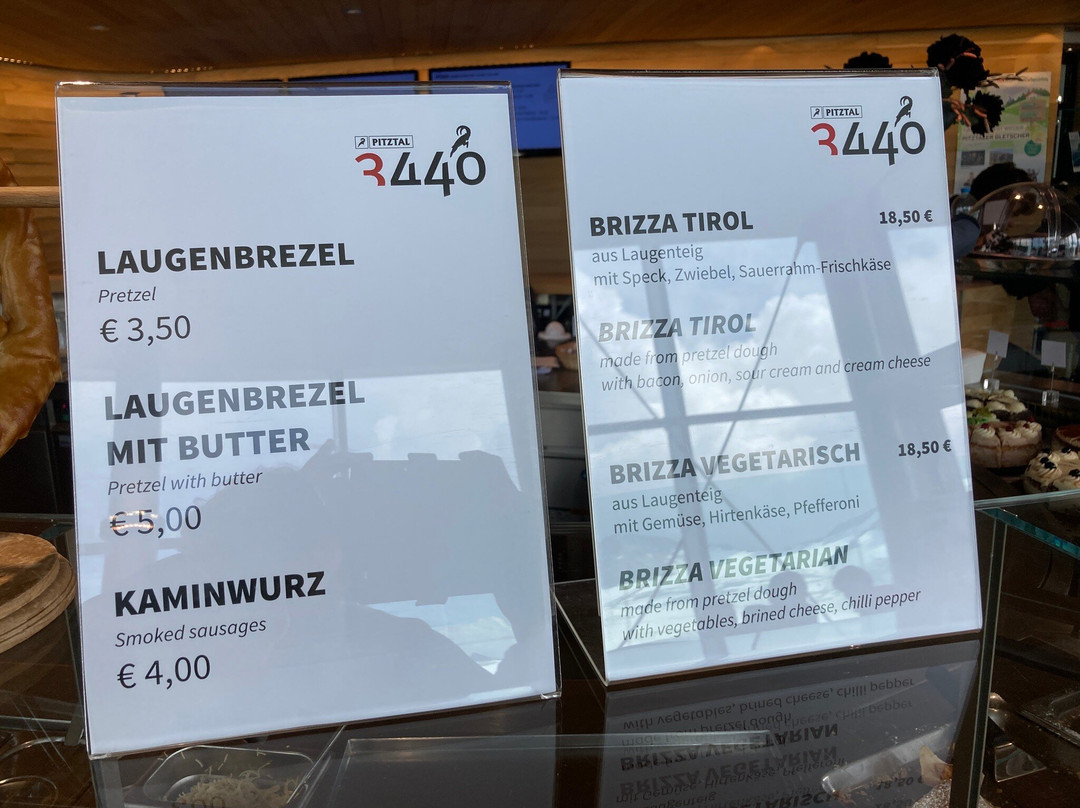 PITZTAL
3440
LAUGENBREZEL
Pretzel
€ 3,50
LAUGENBREZEL
MIT BUTTER
Pretzel with butter
€ 5,00
KAMINWURZ
Smoked sausages
€ 4,00
PITZTAL
3440
BRIZZA TIROL 18,50 €
aus Laugenteig
mit Speck, Zwiebel, Sauerrahm-Frischkäse
BRIZZA TIROL
made from pretzel dough
with bacon, onion, sour cream and cream cheese
BRIZZA VEGETARISCH 18,50 €
aus Laugenteig
mit Gemüse, Hirtenkäse, Pfefferoni
BRIZZA VEGETARIAN
made from pretzel dough
with vegetables, brined cheese, chilli pepper